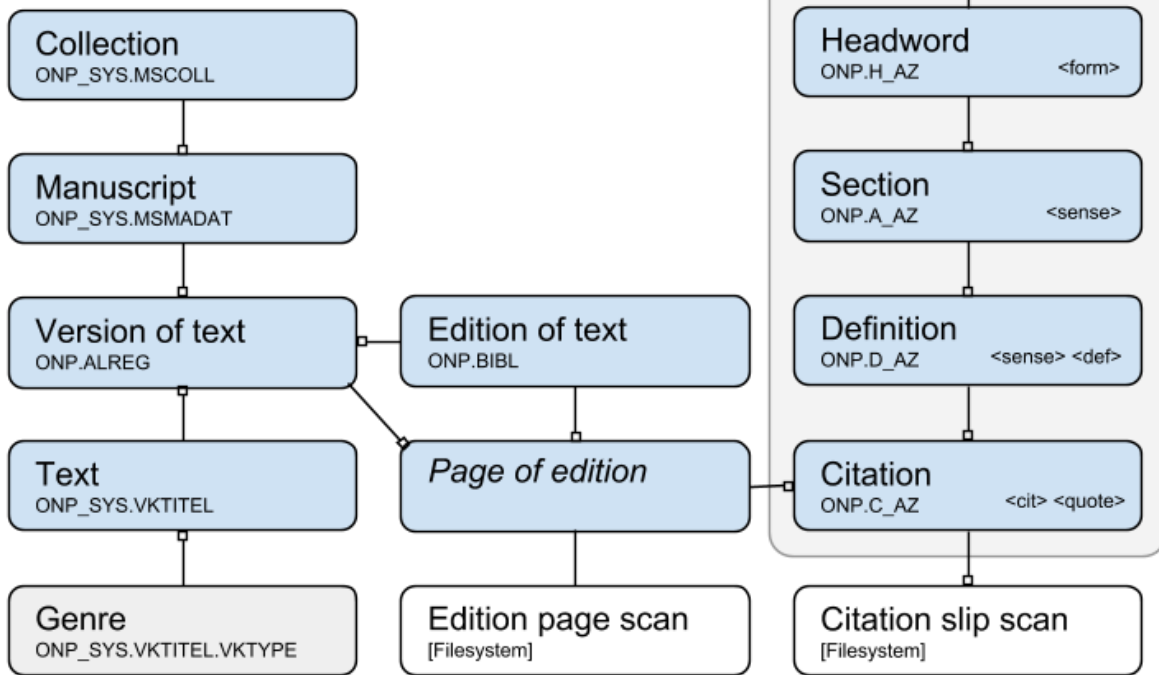 Collection
ONP_SYS.MSCOLL
Manuscript
ONP_SYS.MSMADAT
Version of text
ONP.ALREG
Text
ONP_SYS.VKTITEL
Genre
ONP_SYS.VKTITEL.VKTYPE
Edition of text
ONP.BIBL
Page of edition
Edition page scan
[Filesystem]
Headword
ONP.H_AZ <form>
Section
ONP.A_AZ <sense>
Definition
ONP.D_AZ <sense> <def>
Citation
ONP.C_AZ <cit> <quote>
Citation slip scan
[Filesystem]